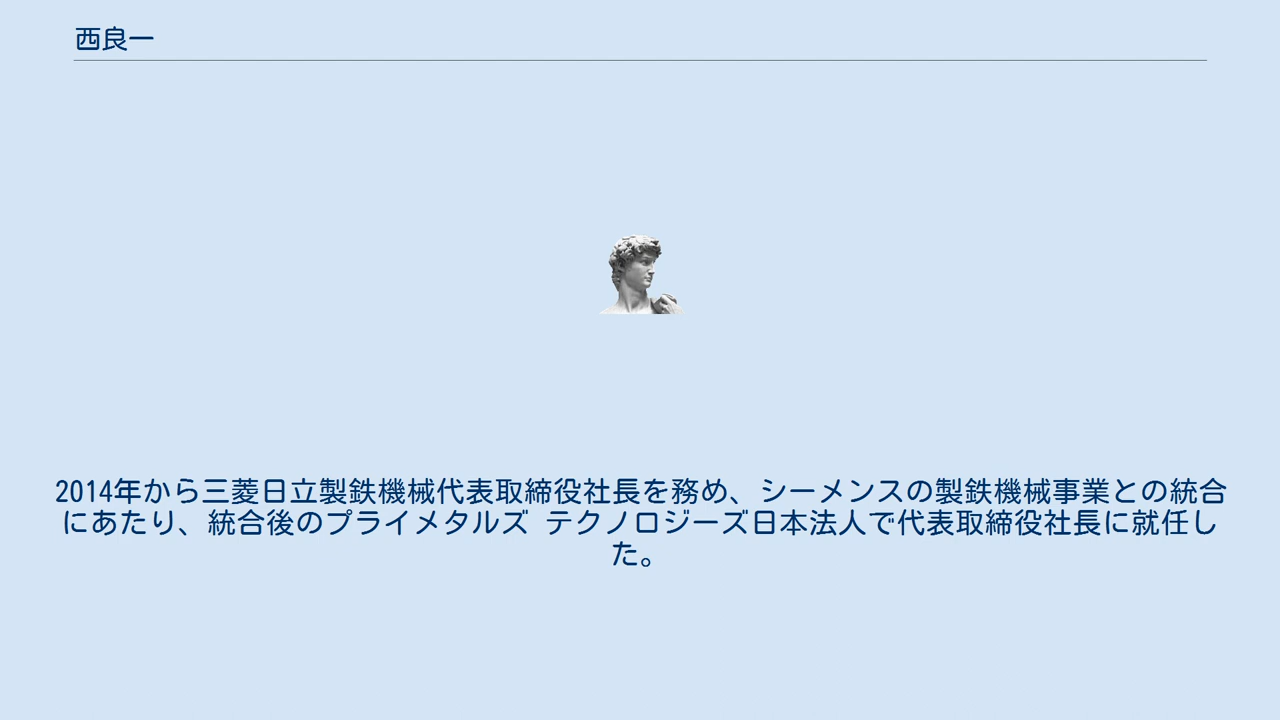 西良一
2014年から三菱日立製鉄機械代表取締役社長を務め、シーメンスの製鉄機械事業との統合
にあたり、統合後のプライメタルズ テクノロジーズ日本法人で代表取締役社長に就任し
た。